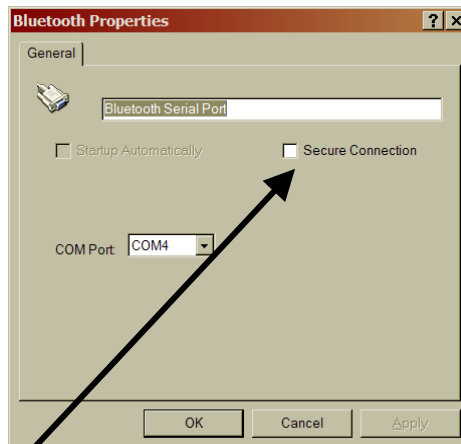 Bluetooth Properties ? ×
General
Bluetooth Serial Port
Startup Automatically
Secure Connection
COM Port: COM4
OK Cancel Apply